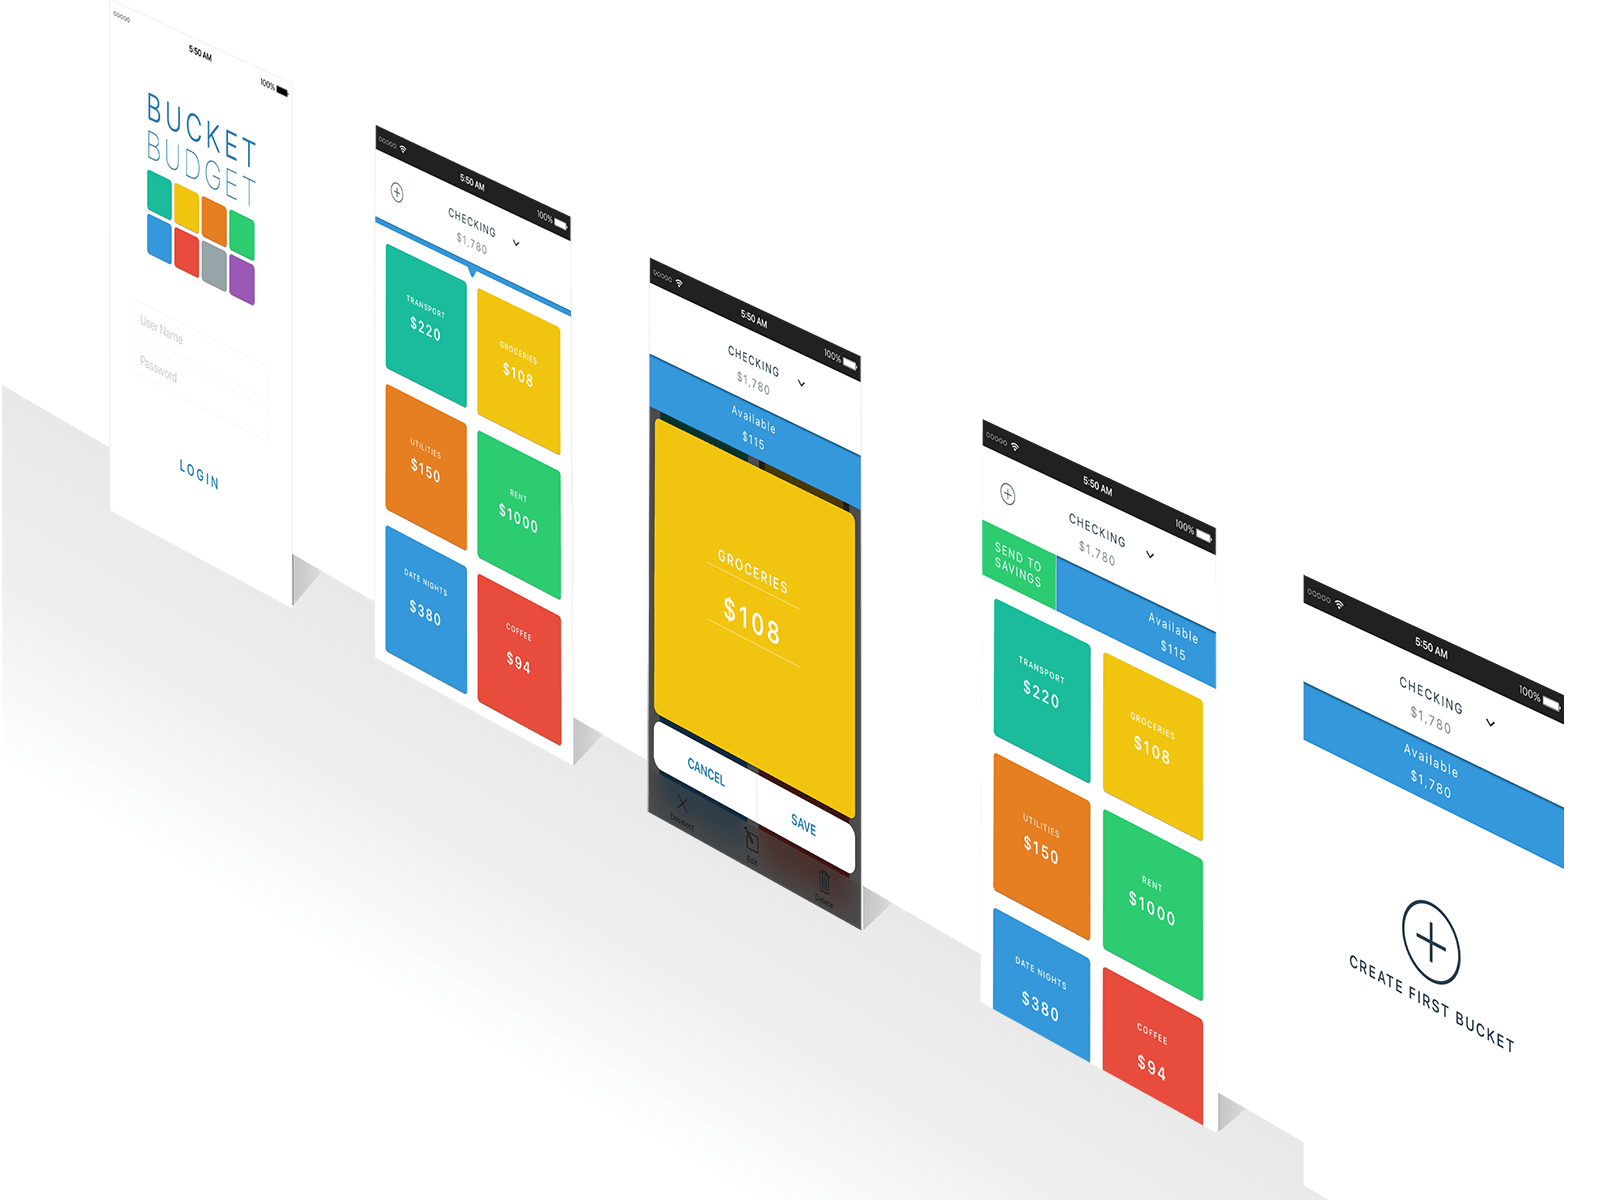 5:50 AM
100%
BUCKET
BUDGET
User Name
Password
LOGIN
5:50 AM
100%
CHECKING
$1,780
TRANSPORT
$220
GROCERIES
$108
UTILITIES
$150
RENT
$1000
DATE NIGHTS
$380
COFFEE
$94
5:50 AM
100%
CHECKING
$1,780
Available
$115
GROCERIES
$108
CANCEL
SAVE
Deselect
Edit
Delete
5:50 AM
100%
CHECKING
$1,780
SEND TO
SAVINGS
Available
$115
TRANSPORT
$220
GROCERIES
$108
UTILITIES
$150
RENT
$1000
DATE NIGHTS
$380
COFFEE
$94
5:50 AM
100%
CHECKING
$1,780
Available
$1,780
CREATE FIRST BUCKET